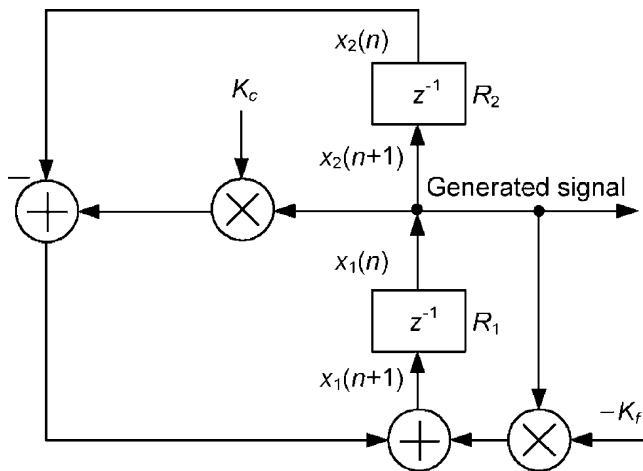 x₂(n)
K_c
z⁻¹ R₂
x₂(n+1)
−
+
×
Generated signal
x₁(n)
z⁻¹ R₁
x₁(n+1)
−K_f
+
×